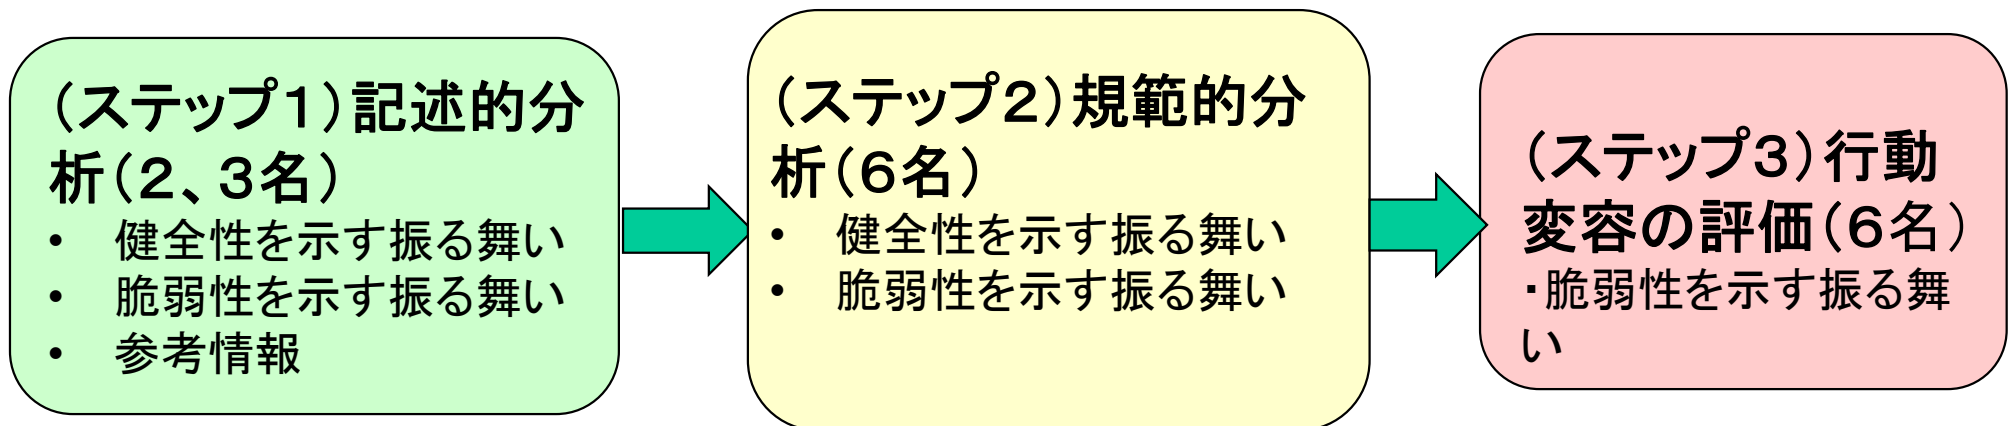 （ステップ１）記述的分
析（２、３名）
• 健全性を示す振る舞い
• 脆弱性を示す振る舞い
• 参考情報
（ステップ２）規範的分
析（６名）
• 健全性を示す振る舞い
• 脆弱性を示す振る舞い
（ステップ３）行動
変容の評価（６名）
・脆弱性を示す振る舞
い